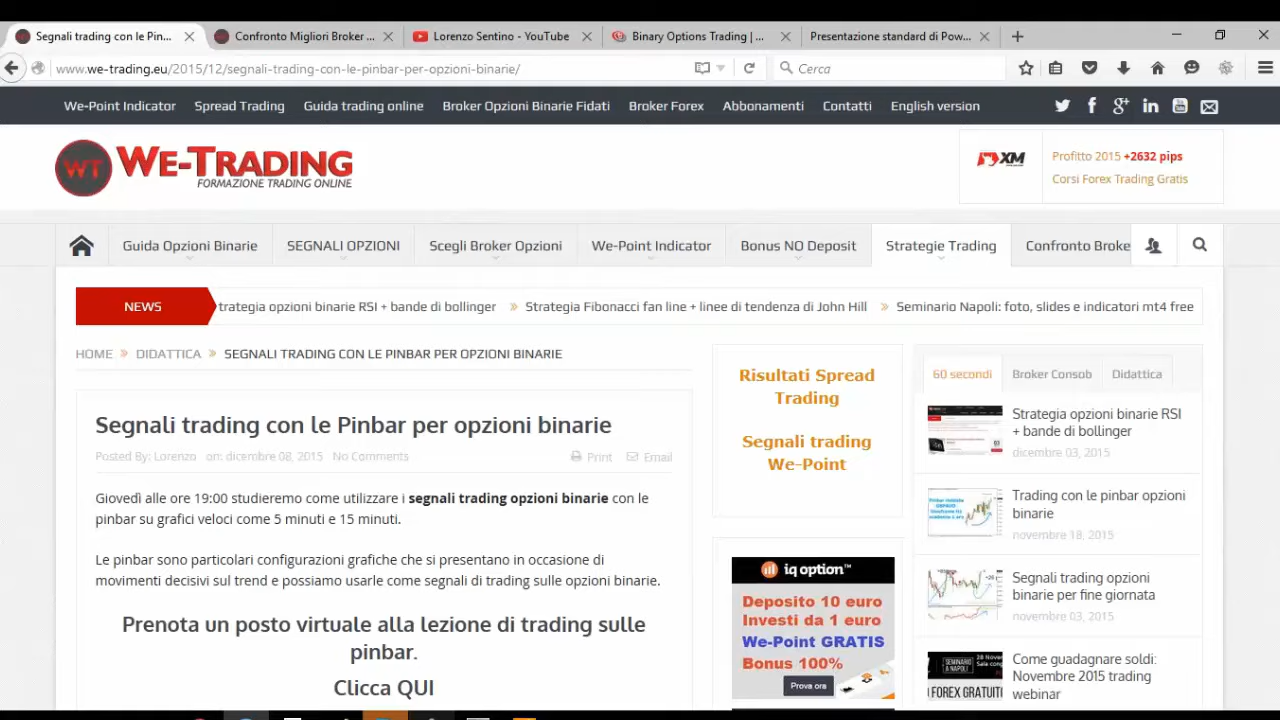 Segnali trading con le Pin...
Confronto Migliori Broker ...
Lorenzo Sentino - YouTube
Binary Options Trading | ...
Presentazione standard di Pow...
www.we-trading.eu/2015/12/segnali-trading-con-le-pinbar-per-opzioni-binarie/
Cerca
We-Point Indicator
Spread Trading
Guida trading online
Broker Opzioni Binarie Fidati
Broker Forex
Abbonamenti
Contatti
English version
WT
WE-TRADING
FORMAZIONE TRADING ONLINE
XM
Profitto 2015 +2632 pips
Corsi Forex Trading Gratis
Guida Opzioni Binarie
SEGNALI OPZIONI
Scegli Broker Opzioni
We-Point Indicator
Bonus NO Deposit
Strategie Trading
Confronto Broke
NEWS
trategia opzioni binarie RSI + bande di bollinger
Strategia Fibonacci fan line + linee di tendenza di John Hill
Seminario Napoli: foto, slides e indicatori mt4 free
HOME » DIDATTICA » SEGNALI TRADING CON LE PINBAR PER OPZIONI BINARIE
Segnali trading con le Pinbar per opzioni binarie
Posted By: Lorenzo on: dicembre 08, 2015 No Comments
Print
Email
Giovedì alle ore 19:00 studieremo come utilizzare i segnali trading opzioni binarie con le
pinbar su grafici veloci come 5 minuti e 15 minuti.
Le pinbar sono particolari configurazioni grafiche che si presentano in occasione di
movimenti decisivi sul trend e possiamo usarle come segnali di trading sulle opzioni binarie.
Prenota un posto virtuale alla lezione di trading sulle
pinbar.
Clicca QUI
Risultati Spread
Trading
Segnali trading
We-Point
iq option™
Deposito 10 euro
Investi da 1 euro
We-Point GRATIS
Bonus 100%
Prova ora
60 secondi
Broker Consob
Didattica
Strategia opzioni binarie RSI
+ bande di bollinger
dicembre 03, 2015
Trading con le pinbar opzioni
binarie
novembre 18, 2015
Segnali trading opzioni
binarie per fine giornata
novembre 03, 2015
Come guadagnare soldi:
Novembre 2015 trading
webinar